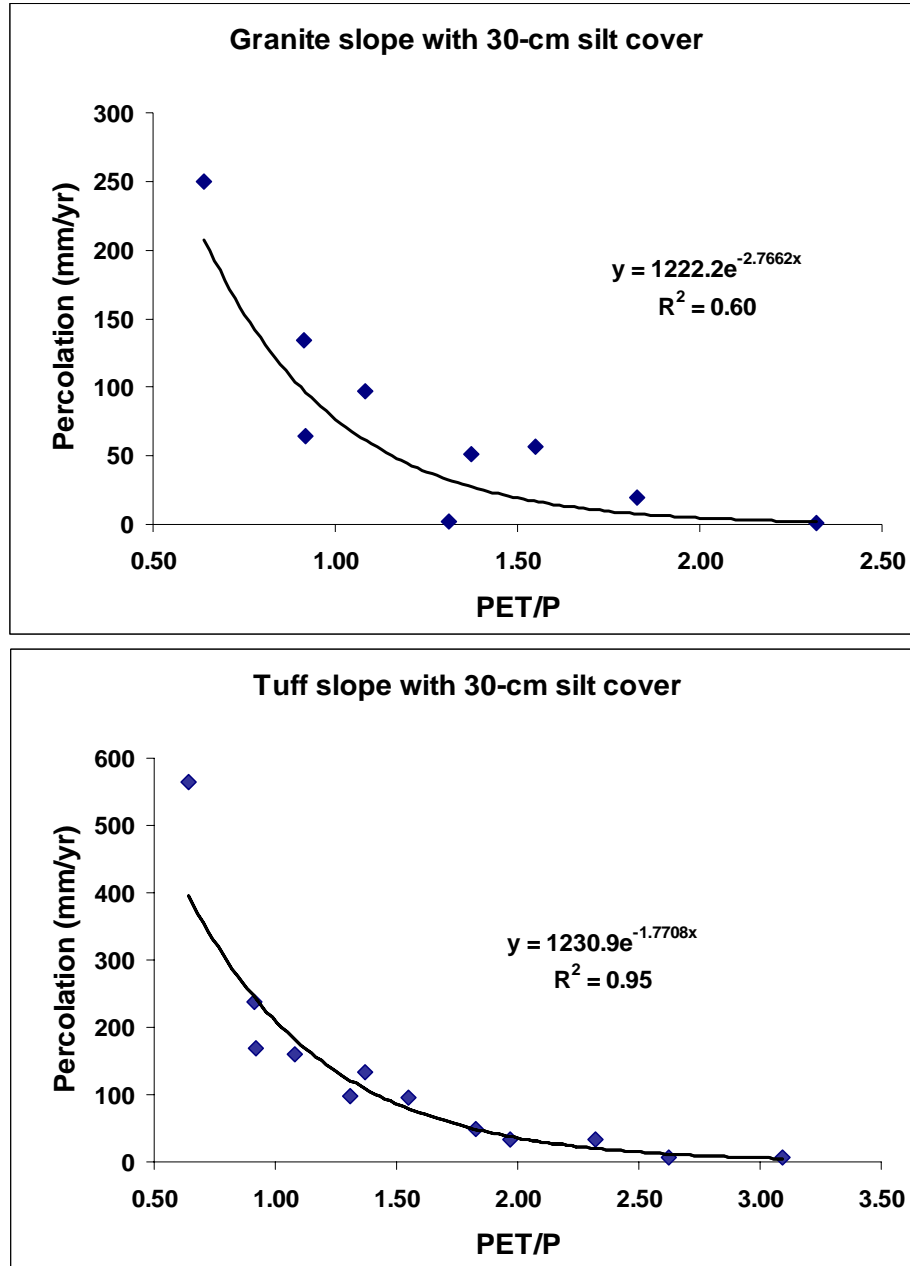 Granite slope with 30-cm silt cover
300
250
200
150
100
50
0
Percolation (mm/yr)
y = 1222.2e^-2.7662x
R^2 = 0.60
0.50 1.00 1.50 2.00 2.50
PET/P
Tuff slope with 30-cm silt cover
600
500
400
300
200
100
0
Percolation (mm/yr)
y = 1230.9e^-1.7708x
R^2 = 0.95
0.50 1.00 1.50 2.00 2.50 3.00 3.50
PET/P